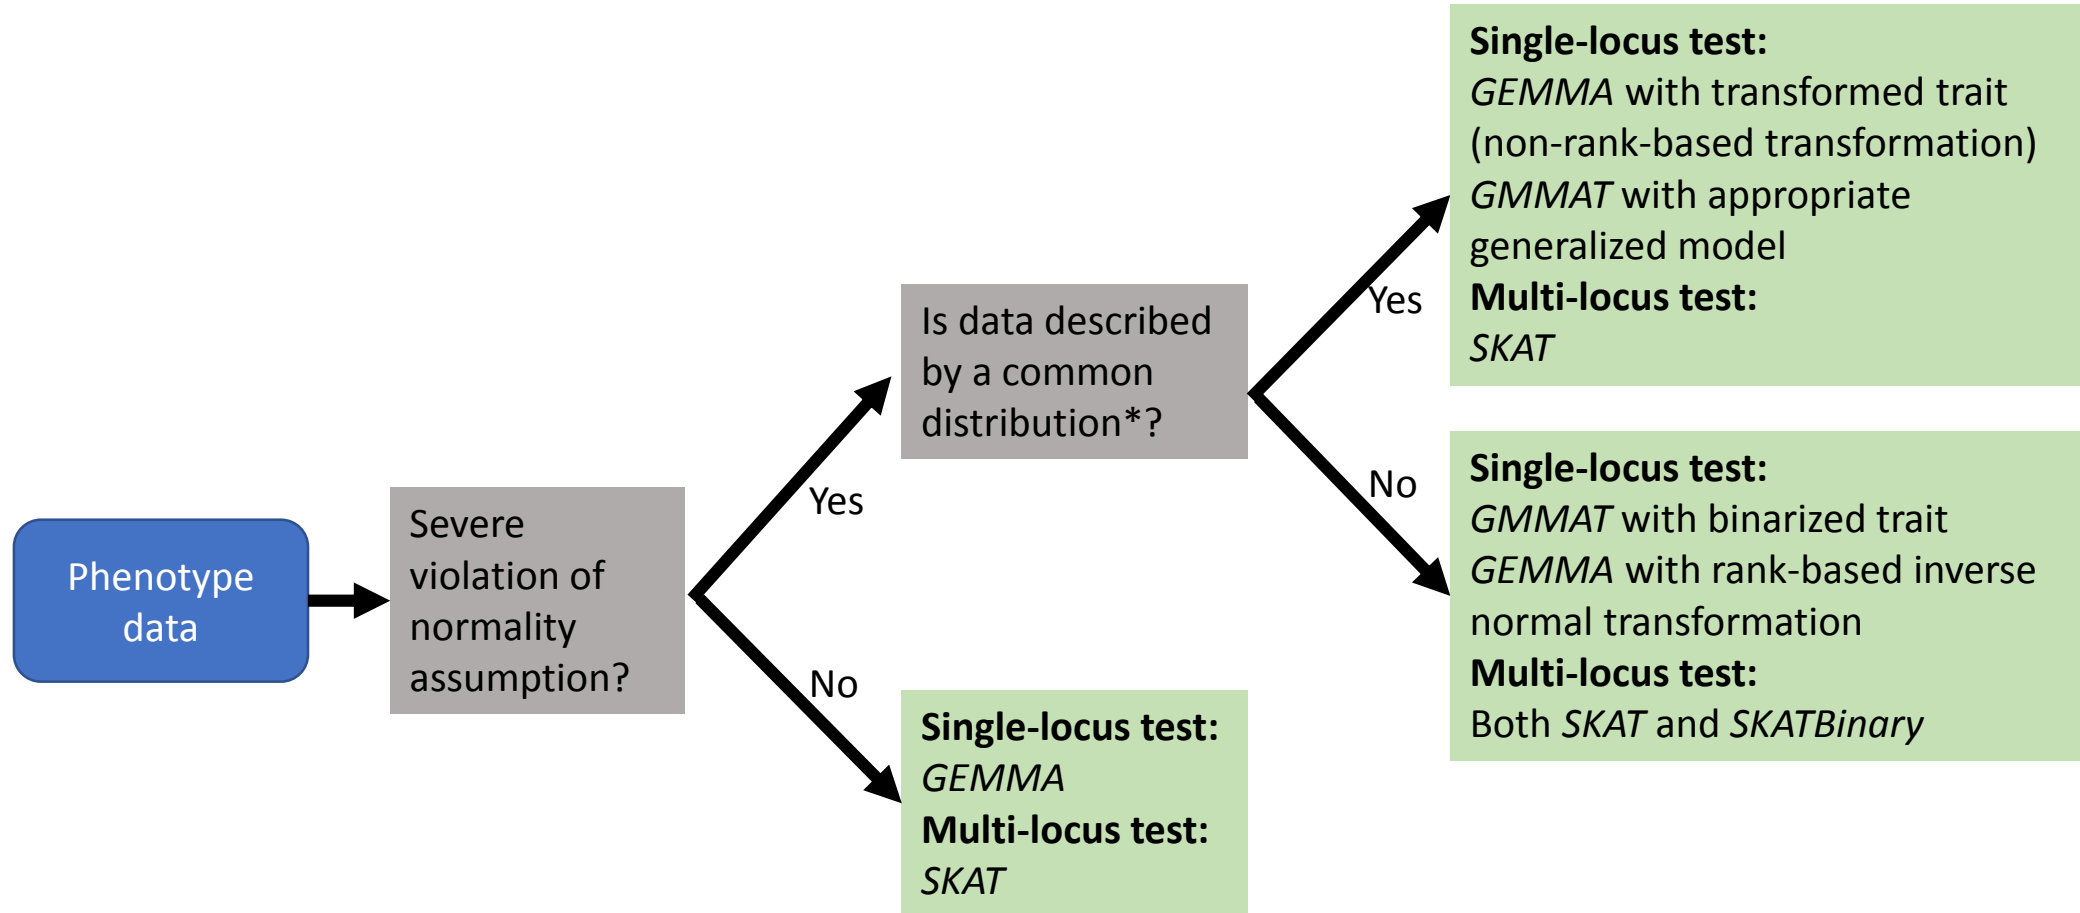 Phenotype
data
Severe
violation of
normality
assumption?
Yes
No
Is data described
by a common
distribution*?
Yes
No
Single-locus test:
GEMMA
Multi-locus test:
SKAT
Single-locus test:
GEMMA with transformed trait
(non-rank-based transformation)
GMMAT with appropriate
generalized model
Multi-locus test:
SKAT
Single-locus test:
GMMAT with binarized trait
GEMMA with rank-based inverse
normal transformation
Multi-locus test:
Both SKAT and SKATBinary